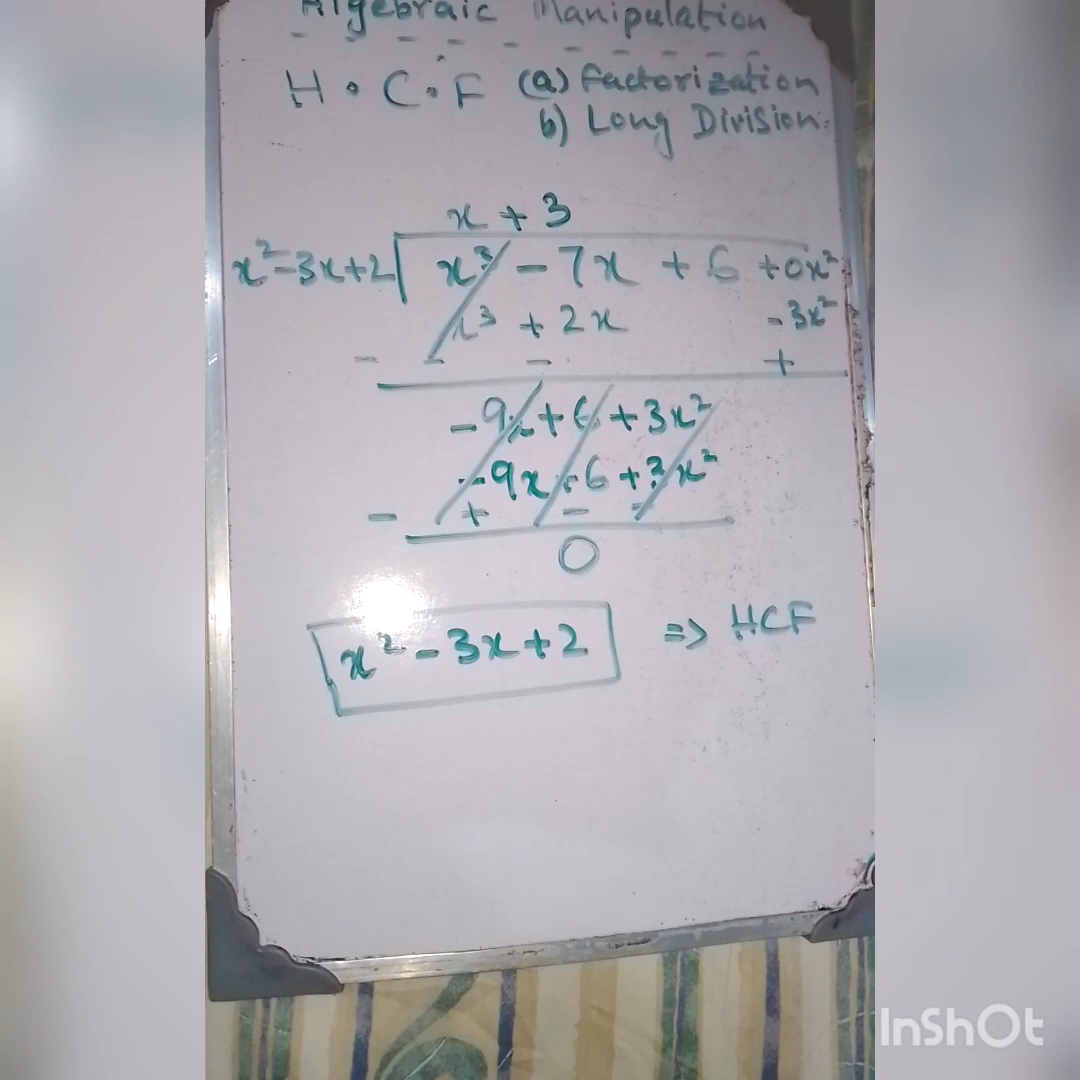 Algebraic Manipulation
H.C.F (a) Factorization
b) Long Division:
x + 3
x²-3x+2 x³ - 7x + 6 + 0x²
x³ + 2x - 3x²
- - - +
-9x + 6 + 3x²
-9x + 6 + 3x²
- + - -
0
x² - 3x + 2 => HCF
InShOt